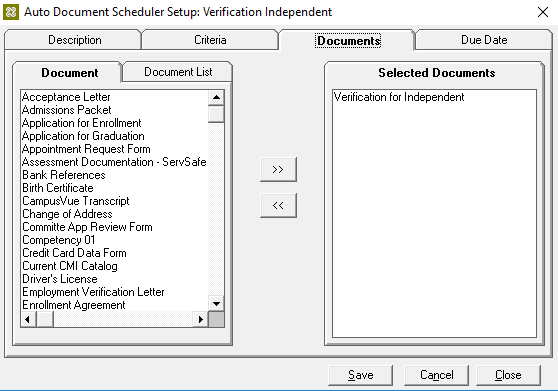 Auto Document Scheduler Setup: Verification Independent
Description
Criteria
Documents
Due Date
Document
Document List
Acceptance Letter
Admissions Packet
Application for Enrollment
Application for Graduation
Appointment Request Form
Assessment Documentation - ServSafe
Bank References
Birth Certificate
CampusVue Transcript
Change of Address
Committe App Review Form
Competency 01
Credit Card Data Form
Current CMI Catalog
Driver's License
Employment Verification Letter
Enrollment Agreement
>>
<<
Selected Documents
Verification for Independent
Save
Cancel
Close